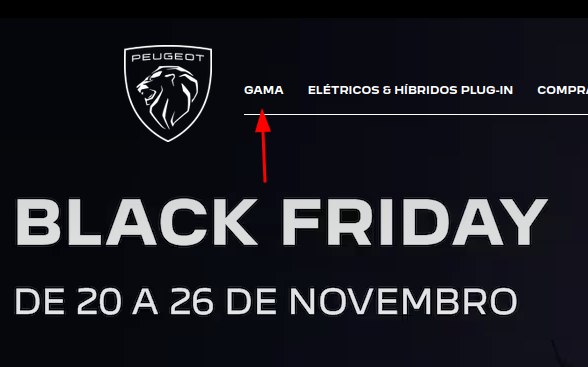 PEUGEOT
GAMA ELÉTRICOS & HÍBRIDOS PLUG-IN COMPRA
BLACK FRIDAY
DE 20 A 26 DE NOVEMBRO